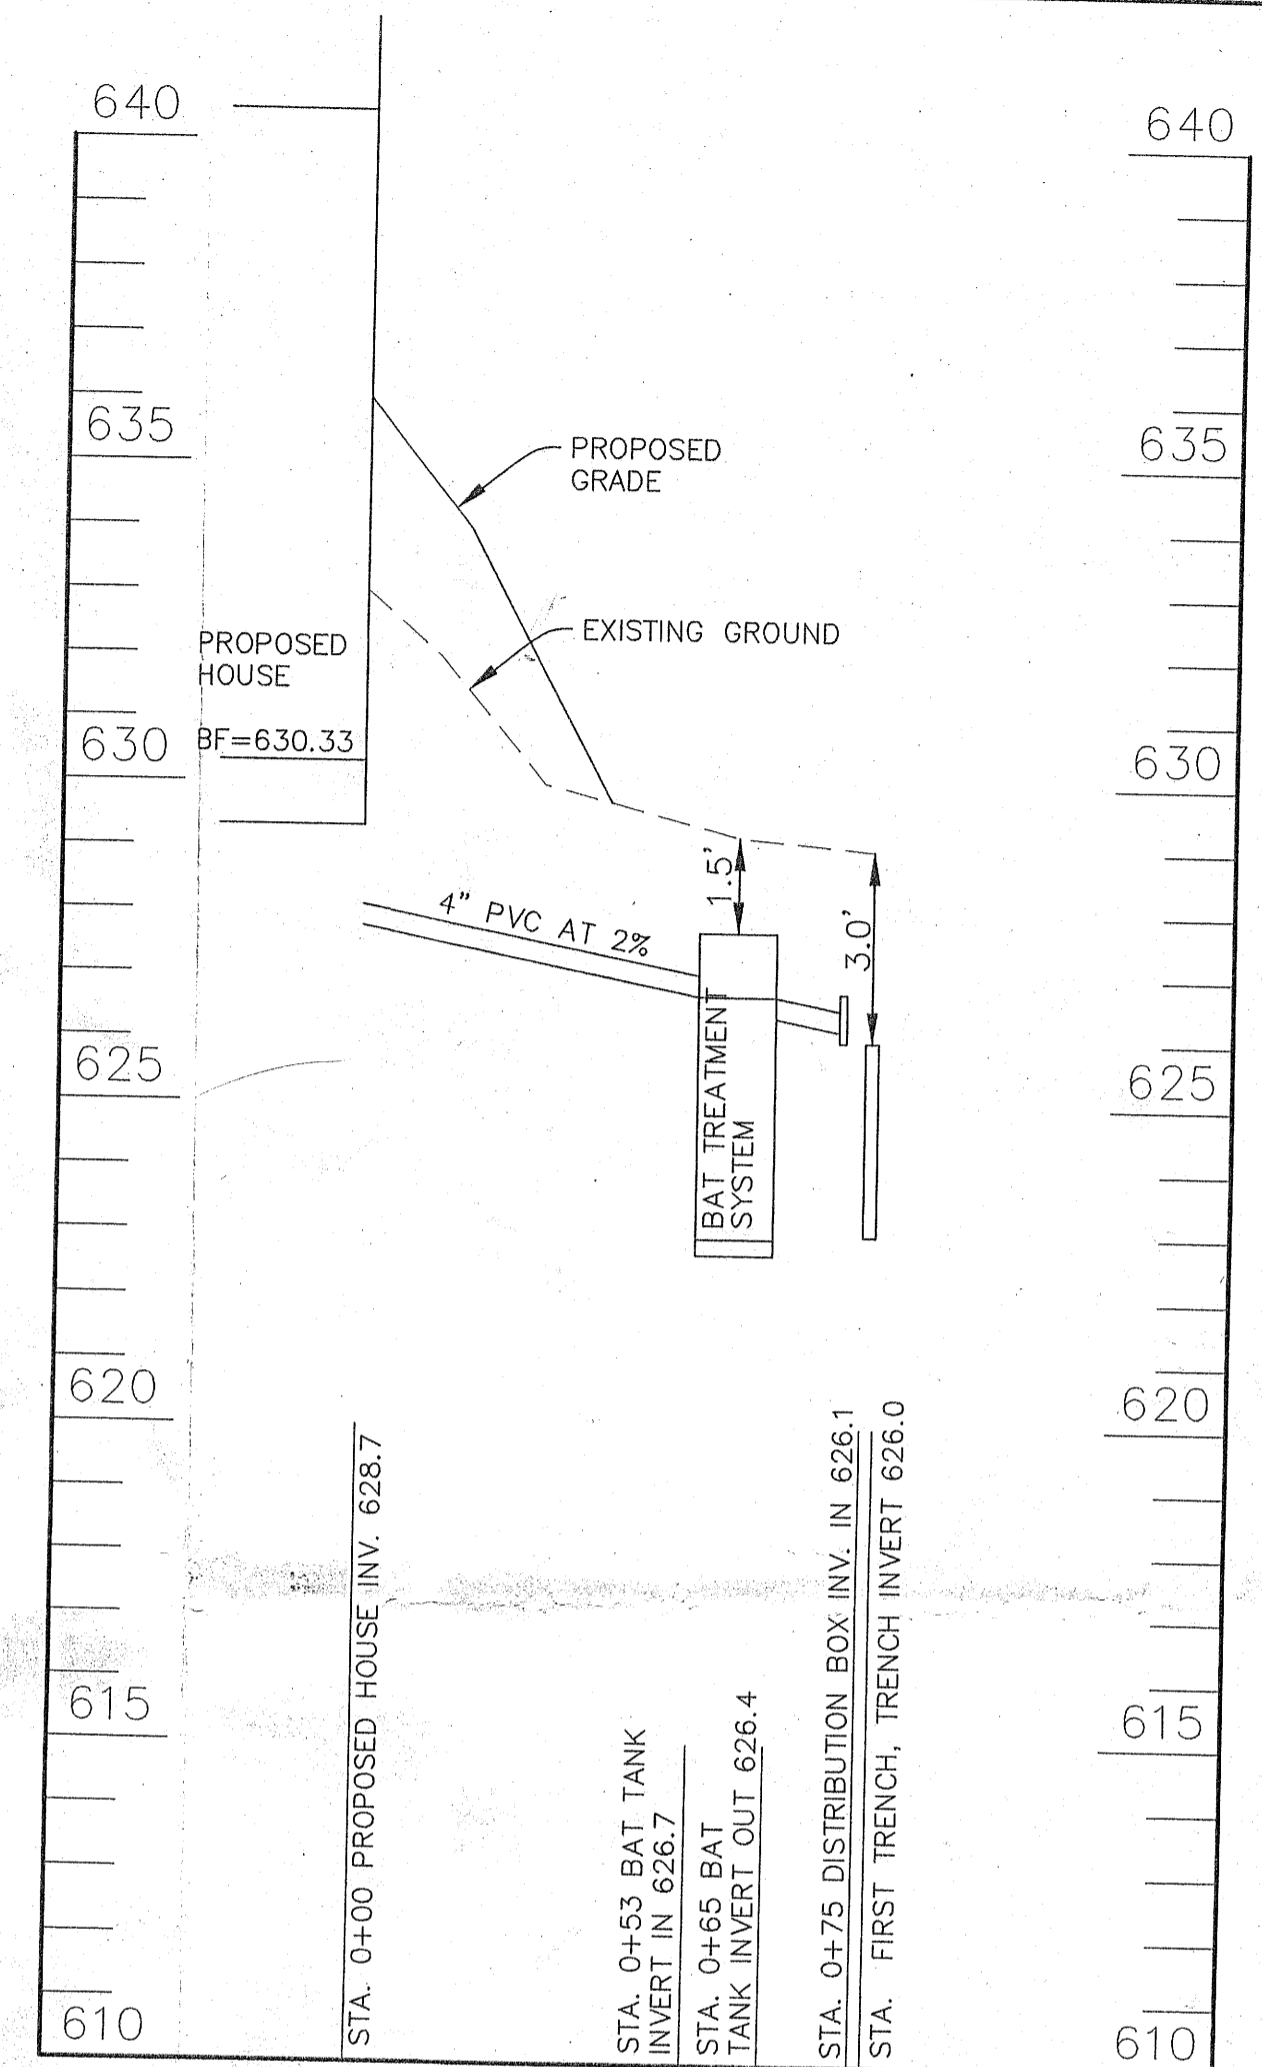 640
640
635
635
PROPOSED
GRADE
EXISTING GROUND
PROPOSED
HOUSE
BF=630.33
630
630
4" PVC AT 2%
1.5'
3.0'
BAT TREATMENT
SYSTEM
625
625
620
620
615
615
610
610
STA. 0+00 PROPOSED HOUSE INV. 628.7
STA. 0+53 BAT TANK
INVERT IN 626.7
STA. 0+65 BAT
TANK INVERT OUT 626.4
STA. 0+75 DISTRIBUTION BOX INV. IN 626.1
STA. FIRST TRENCH, TRENCH INVERT 626.0